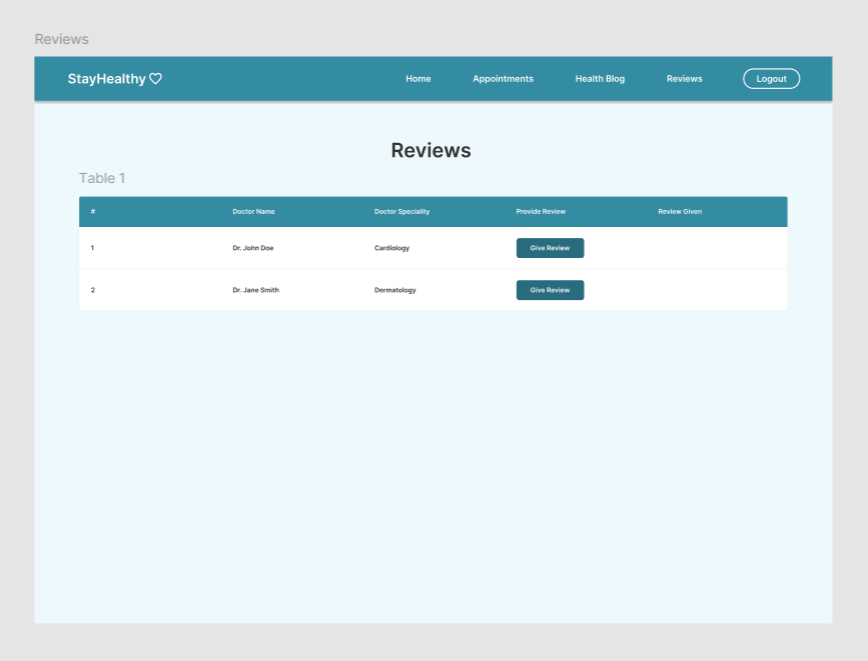 Reviews
StayHealthy Home Appointments Health Blog Reviews Logout
Reviews
Table 1
# Doctor Name Doctor Speciality Provide Review Review Given
1 Dr. John Doe Cardiology Give Review
2 Dr. Jane Smith Dermatology Give Review